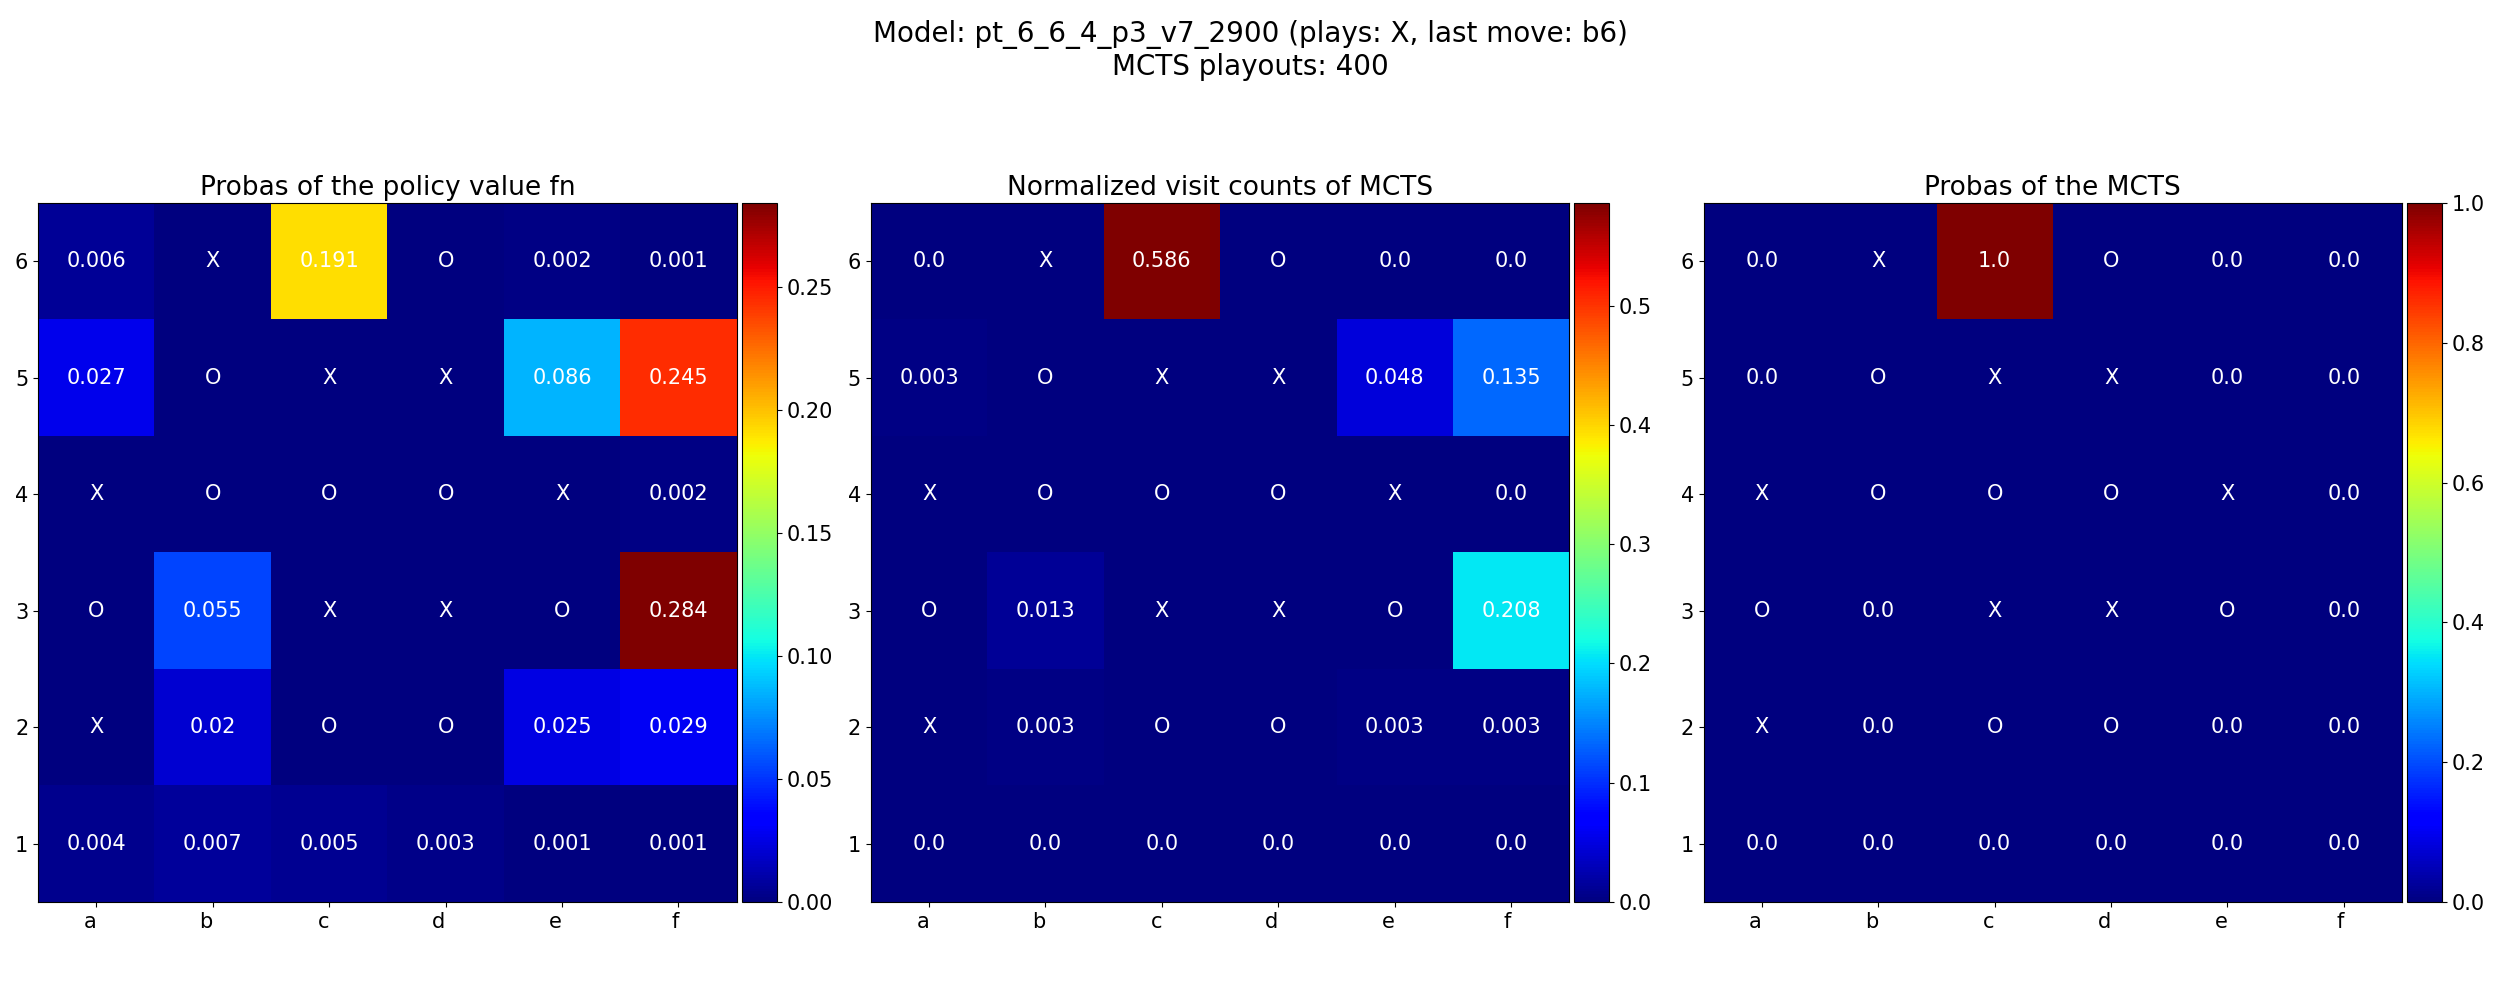 Model: pt_6_6_4_p3_v7_2900 (plays: X, last move: b6)
MCTS playouts: 400
Probas of the policy value fn
6 0.006 X 0.191 O 0.002 0.001
5 0.027 O X X 0.086 0.245
4 X O O O X 0.002
3 O 0.055 X X O 0.284
2 X 0.02 O O 0.025 0.029
1 0.004 0.007 0.005 0.003 0.001 0.001
a b c d e f
0.25
0.20
0.15
0.10
0.05
0.00
Normalized visit counts of MCTS
6 0.0 X 0.586 O 0.0 0.0
5 0.003 O X X 0.048 0.135
4 X O O O X 0.0
3 O 0.013 X X O 0.208
2 X 0.003 O O 0.003 0.003
1 0.0 0.0 0.0 0.0 0.0 0.0
a b c d e f
0.5
0.4
0.3
0.2
0.1
0.0
Probas of the MCTS
6 0.0 X 1.0 O 0.0 0.0
5 0.0 O X X 0.0 0.0
4 X O O O X 0.0
3 O 0.0 X X O 0.0
2 X 0.0 O O 0.0 0.0
1 0.0 0.0 0.0 0.0 0.0 0.0
a b c d e f
1.0
0.8
0.6
0.4
0.2
0.0